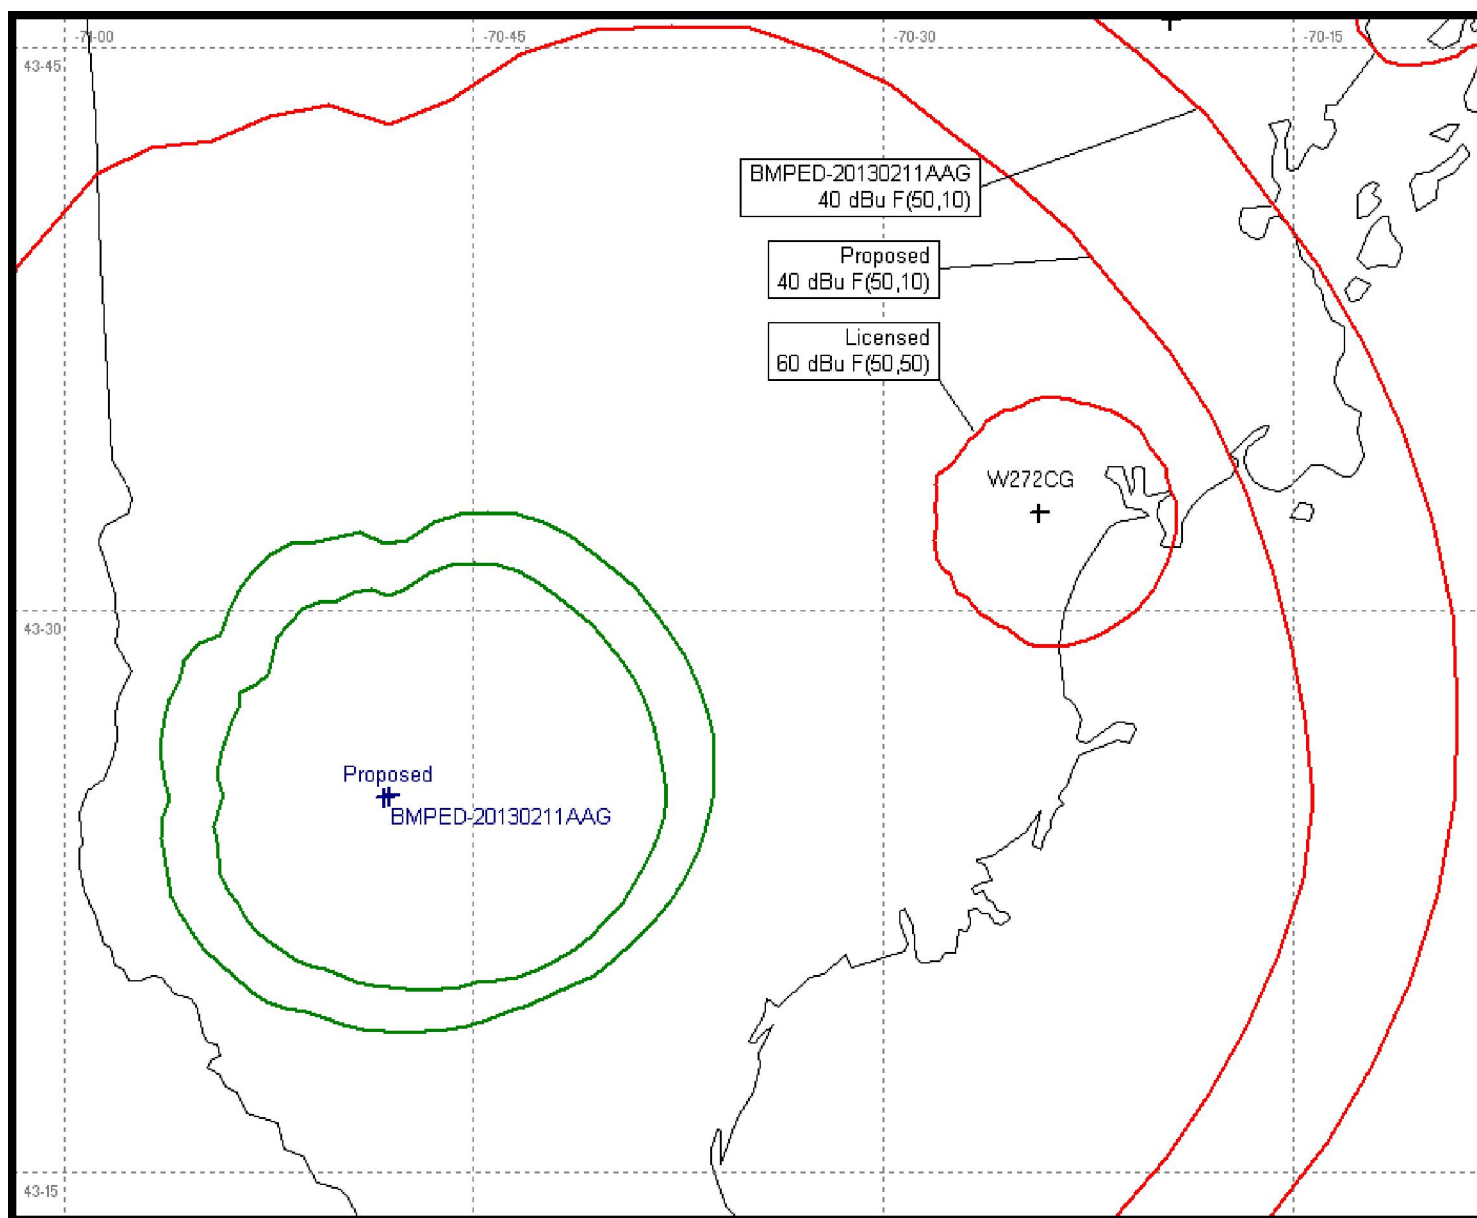 -71-00
-70-45
-70-30
-70-15
43-45
BMPED-20130211AAG
40 dBu F(50,10)
Proposed
40 dBu F(50,10)
Licensed
60 dBu F(50,50)
W272CG
43-30
Proposed
BMPED-20130211AAG
43-15